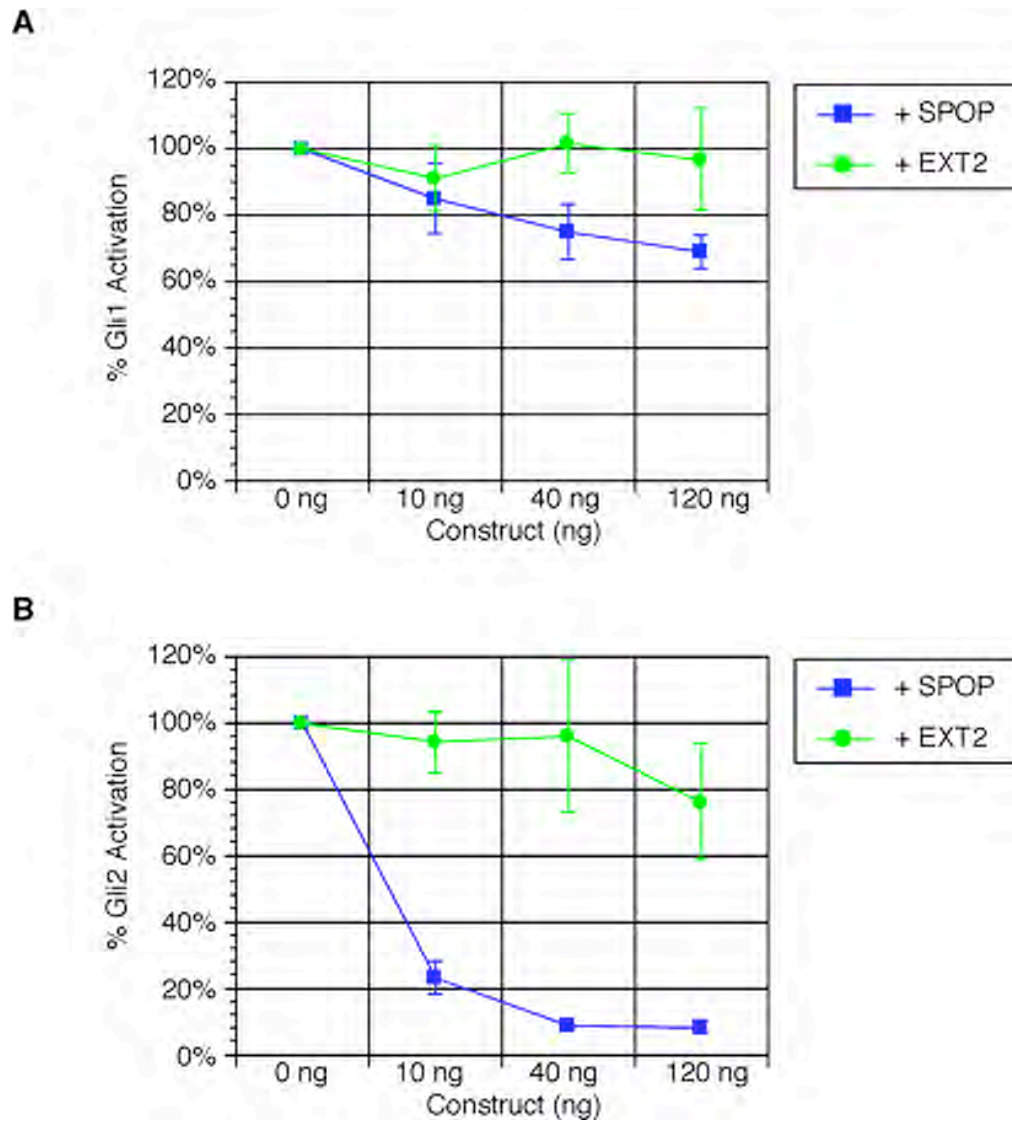 A
120%
100%
80%
60%
40%
20%
0%
% Gli1 Activation
0 ng 10 ng 40 ng 120 ng
Construct (ng)
+ SPOP
+ EXT2
B
120%
100%
80%
60%
40%
20%
0%
% Gli2 Activation
0 ng 10 ng 40 ng 120 ng
Construct (ng)
+ SPOP
+ EXT2